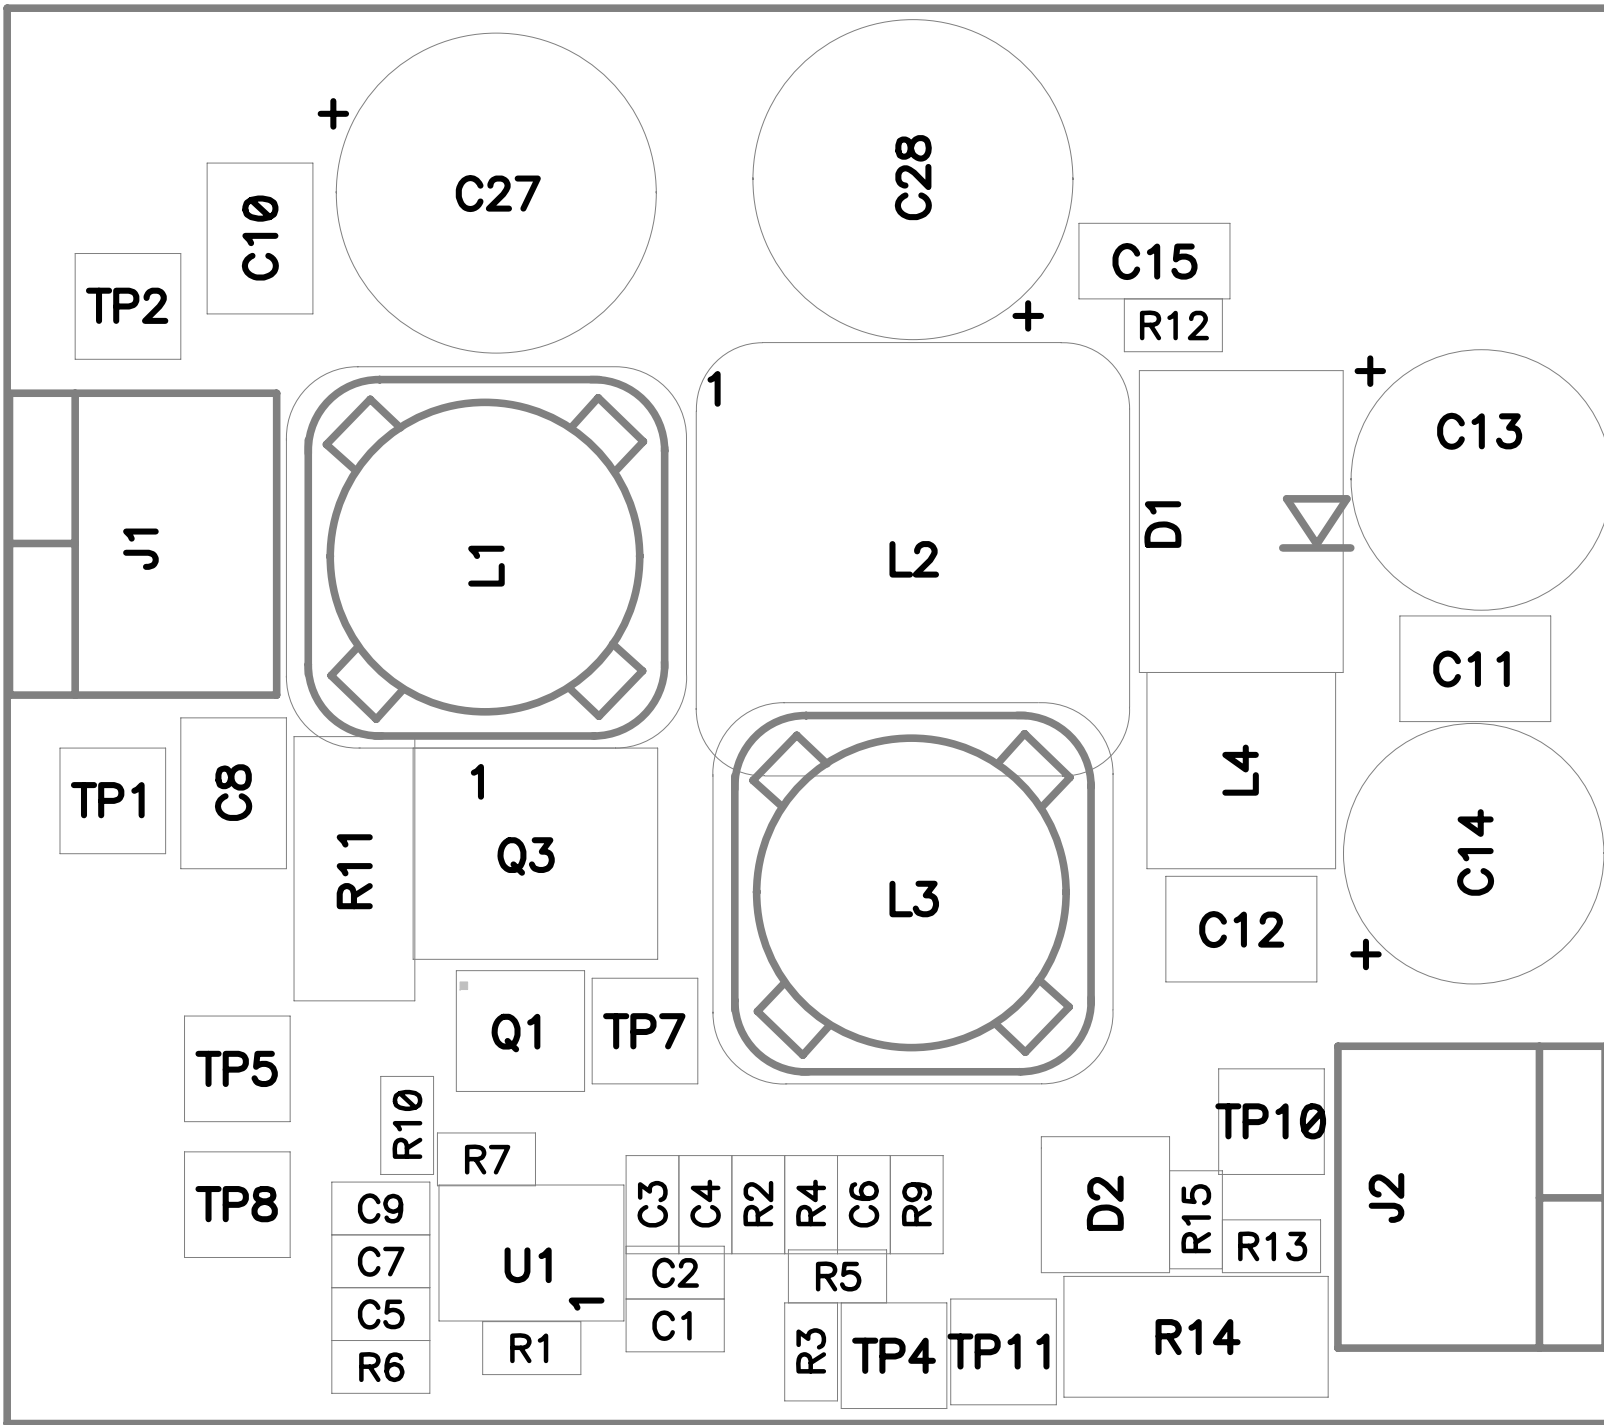 +
C27
C28
C10
C15
TP2
+
R12
1
+
C13
D1
J1
L1
L2
C11
1
L4
TP1
C8
Q3
C14
R11
L3
C12
+
Q1
TP7
TP5
TP10
R10
R7
TP8
C9
C3
C4
R2
R4
C6
R9
D2
R15
J2
C7
U1
C2
R5
R13
1
C5
C1
R1
R6
R3
TP4
TP11
R14